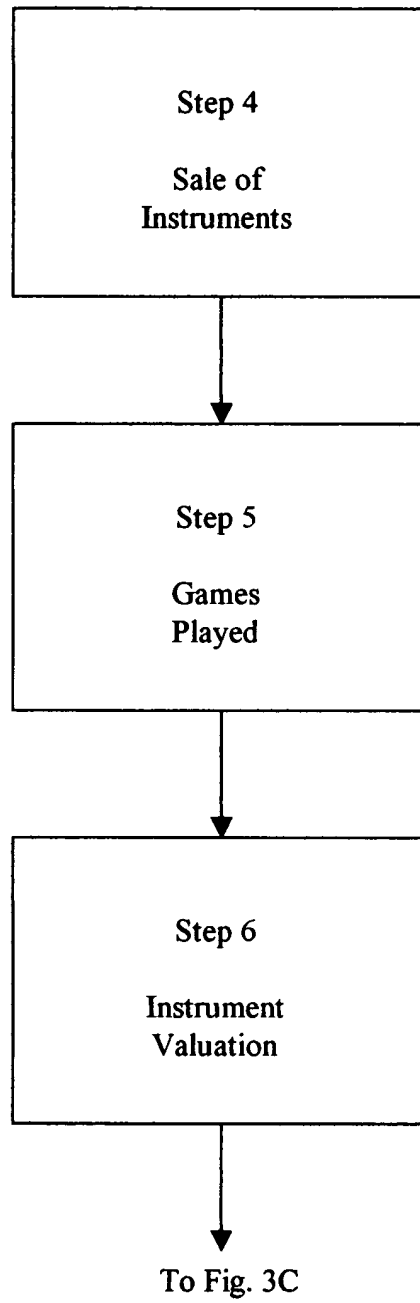 Step 4
Sale of
Instruments
Step 5
Games
Played
Step 6
Instrument
Valuation
To Fig. 3C